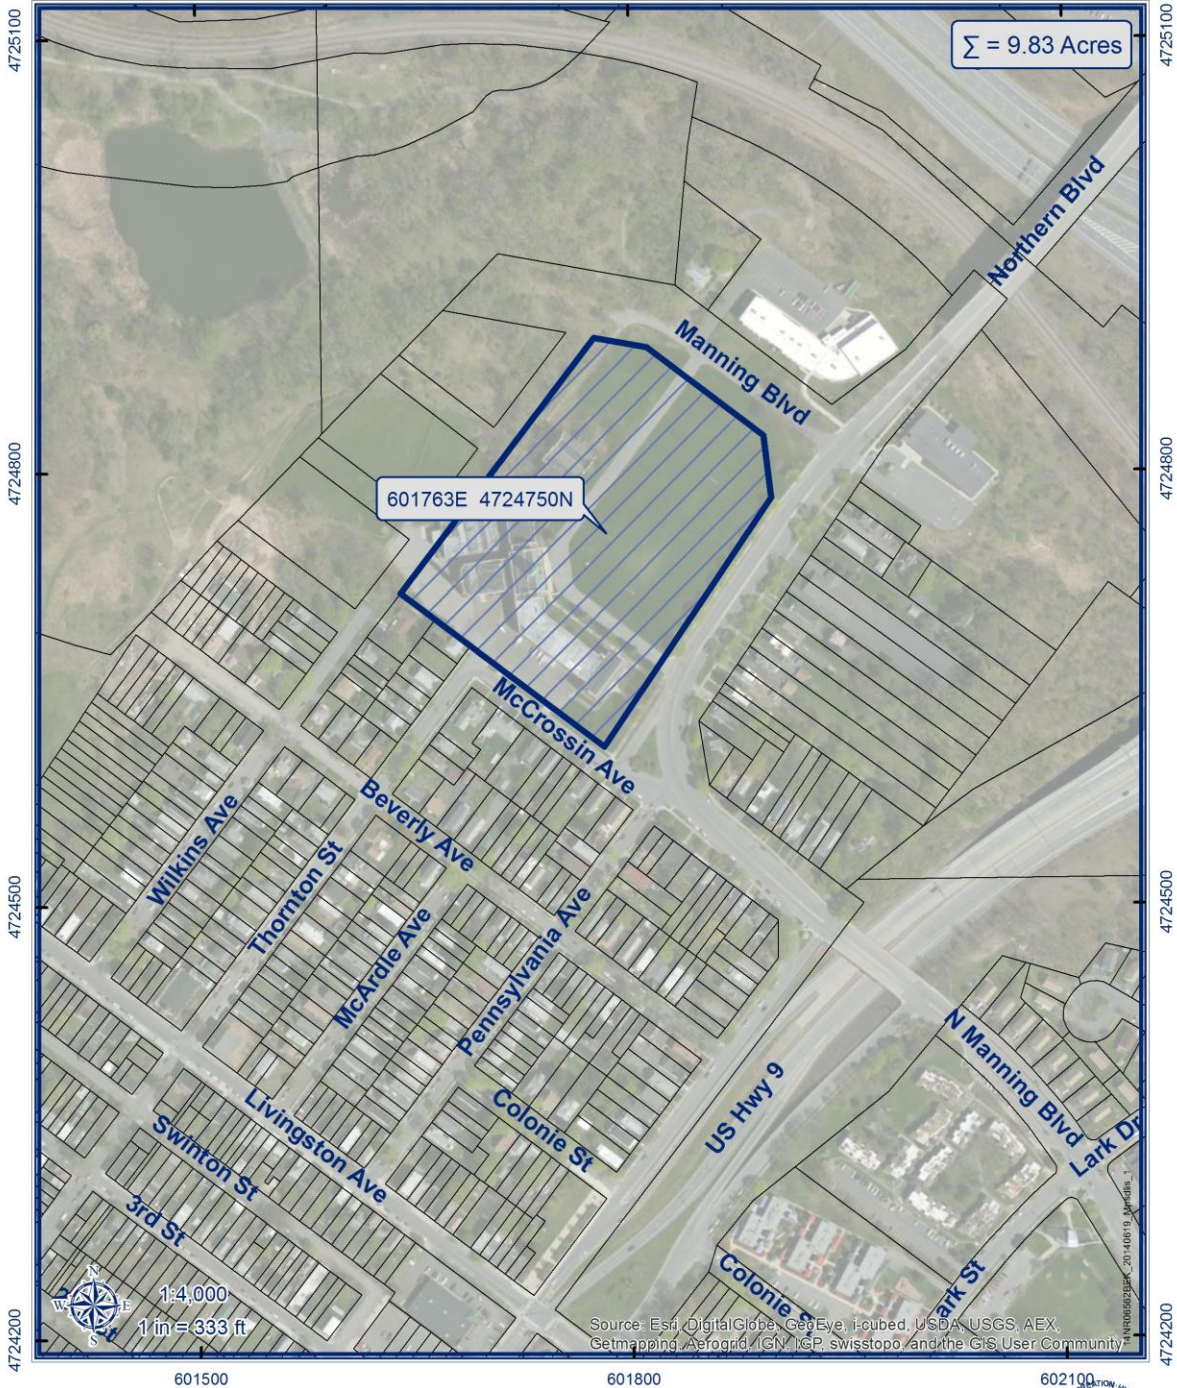 4725100
4725100
Σ = 9.83 Acres
Northern Blvd
Manning Blvd
4724800
4724800
601763E 4724750N
McCrossin Ave
Beverly Ave
Wilkins Ave
Thornton St
McArdle Ave
Pennsylvania Ave
4724500
4724500
N Manning Blvd
US Hwy 9
Colonie St
Livingston Ave
Swinton St
3rd St
Lark Dr
Lark St
N
W E
S
1:4,000
1 in = 333 ft
Source: Esri, DigitalGlobe, GeoEye, i-cubed, USDA, USGS, AEX,
Getmapping, Aerogrid, IGN, IGP, swisstopo, and the GIS User Community
4724200
4724200
601500
601800
602100